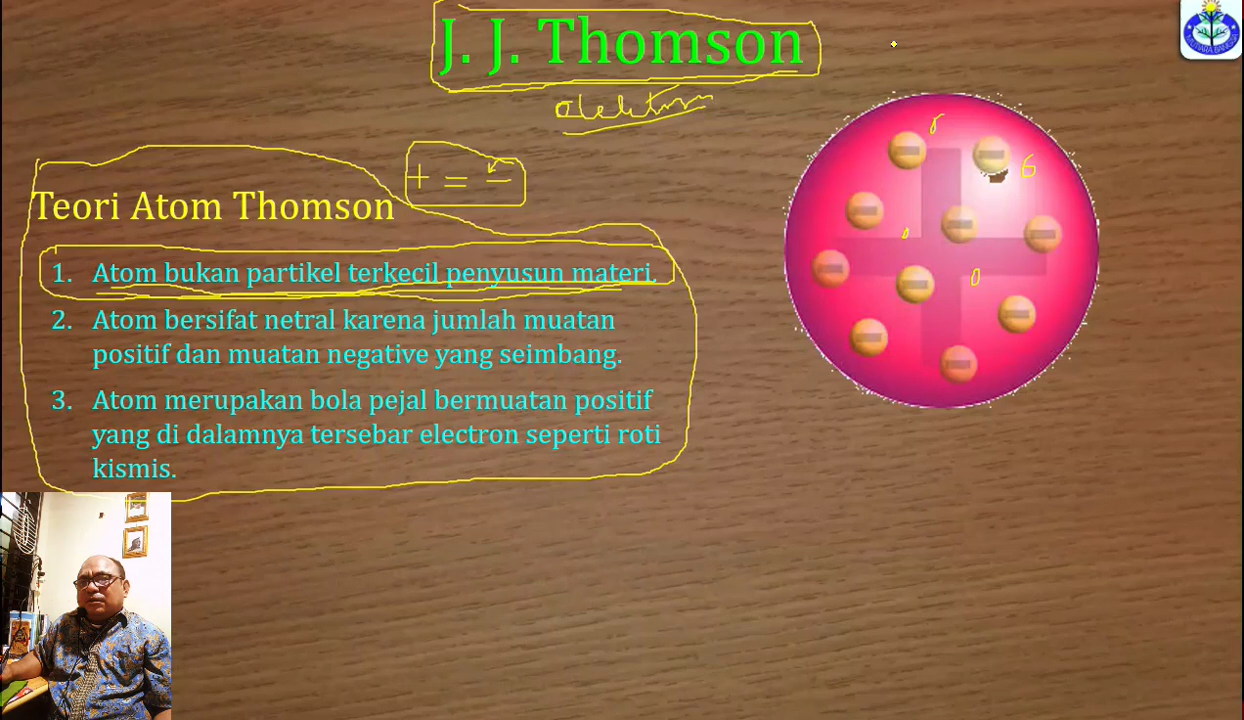 J. J. Thomson
elektron
+ = -
Teori Atom Thomson
1. Atom bukan partikel terkecil penyusun materi.
2. Atom bersifat netral karena jumlah muatan
positif dan muatan negative yang seimbang.
3. Atom merupakan bola pejal bermuatan positif
yang di dalamnya tersebar electron seperti roti
kismis.